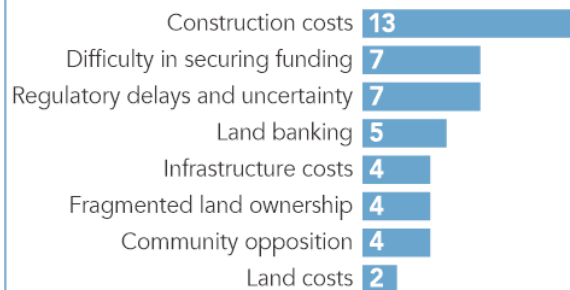 Construction costs 13
Difficulty in securing funding 7
Regulatory delays and uncertainty 7
Land banking 5
Infrastructure costs 4
Fragmented land ownership 4
Community opposition 4
Land costs 2